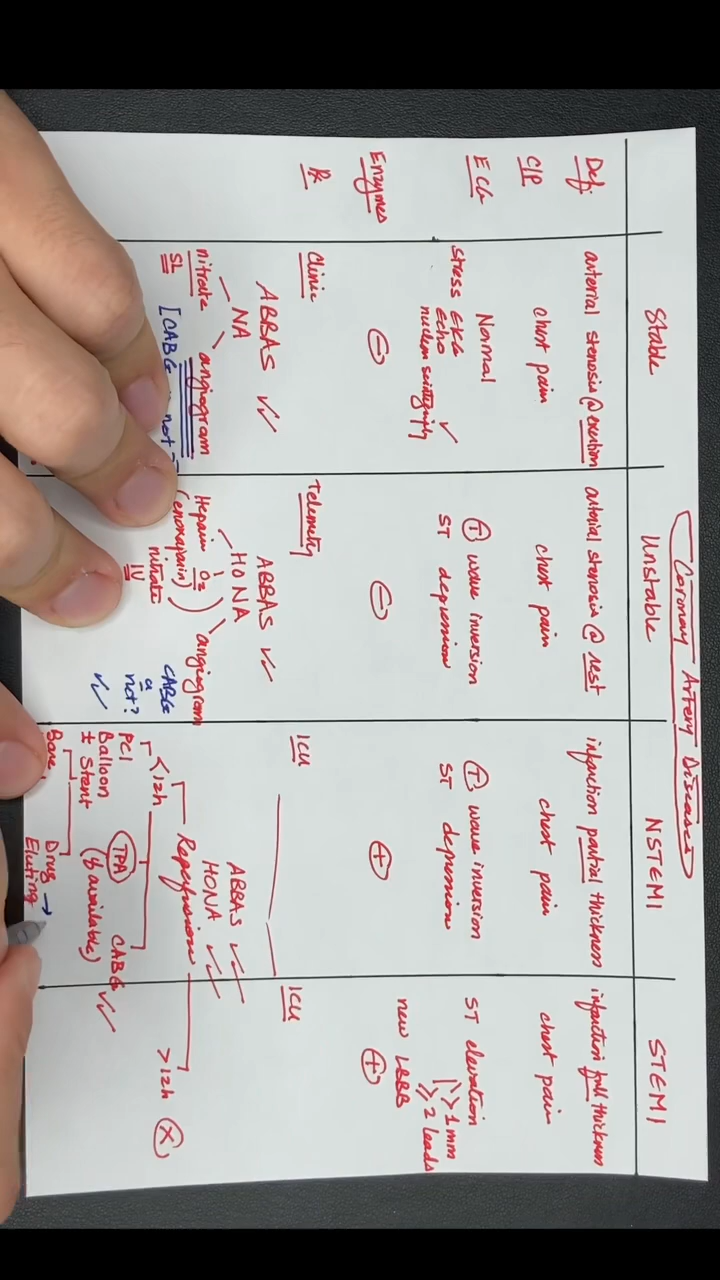 Coronary Artery Diseases
Stable
Unstable
NSTEMI
STEMI
Def:
arterial stenosis @ exertion
arterial stenosis @ rest
infarction partial thickness
infarction full thickness
C/P
chest pain
chest pain
chest pain
chest pain
ECG
Normal
stress EKG
Echo
nuclear scintigraphy ✓
T wave inversion
ST depression
T wave inversion
ST depression
ST elevation
> 1mm
≥ 2 leads
new LBBB
Enzymes
−
−
+
+
Rx
Clinic
ABBAS ✓✓
NA
nitrate
SL
angiogram
[CABG not
Telemetry
ABBAS ✓✓
HONA
Heparin
(enoxaparin)
O2
nitrate
IV
angiogram
CABG
not?
✓✓
ICU
ICU
ABBAS ✓✓
HONA ✓✓
Reperfusion
<12h
>12h X
PCI
Balloon
± Stent
TPA
(if available)
CABG ✓✓
Bare
Drug →
Eluting